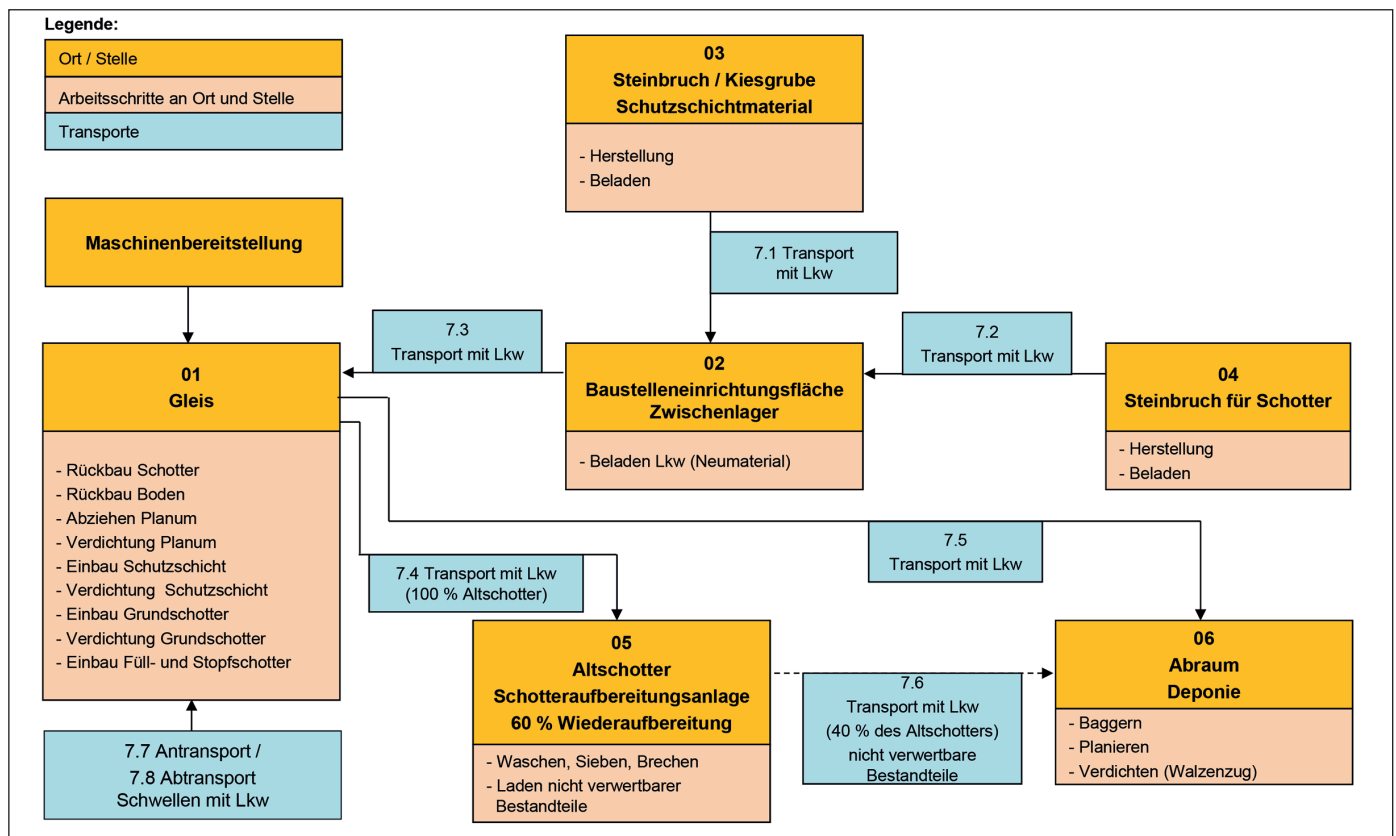 Legende:
Ort / Stelle
Arbeitsschritte an Ort und Stelle
Transporte
03
Steinbruch / Kiesgrube
Schutzschichtmaterial
- Herstellung
- Beladen
Maschinenbereitstellung
7.1 Transport
mit Lkw
7.3
Transport mit Lkw
7.2
Transport mit Lkw
01
Gleis
- Rückbau Schotter
- Rückbau Boden
- Abziehen Planum
- Verdichtung Planum
- Einbau Schutzschicht
- Verdichtung Schutzschicht
- Einbau Grundschotter
- Verdichtung Grundschotter
- Einbau Füll- und Stopfschotter
02
Baustelleneinrichtungsfläche
Zwischenlager
- Beladen Lkw (Neumaterial)
04
Steinbruch für Schotter
- Herstellung
- Beladen
7.4 Transport mit Lkw
(100 % Altschotter)
7.5
Transport mit Lkw
05
Altschotter
Schotteraufbereitungsanlage
60 % Wiederaufbereitung
- Waschen, Sieben, Brechen
- Laden nicht verwertbarer
Bestandteile
7.6
Transport mit Lkw
(40 % des Altschotters)
nicht verwertbare
Bestandteile
06
Abraum
Deponie
- Baggern
- Planieren
- Verdichten (Walzenzug)
7.7 Antransport /
7.8 Abtransport
Schwellen mit Lkw